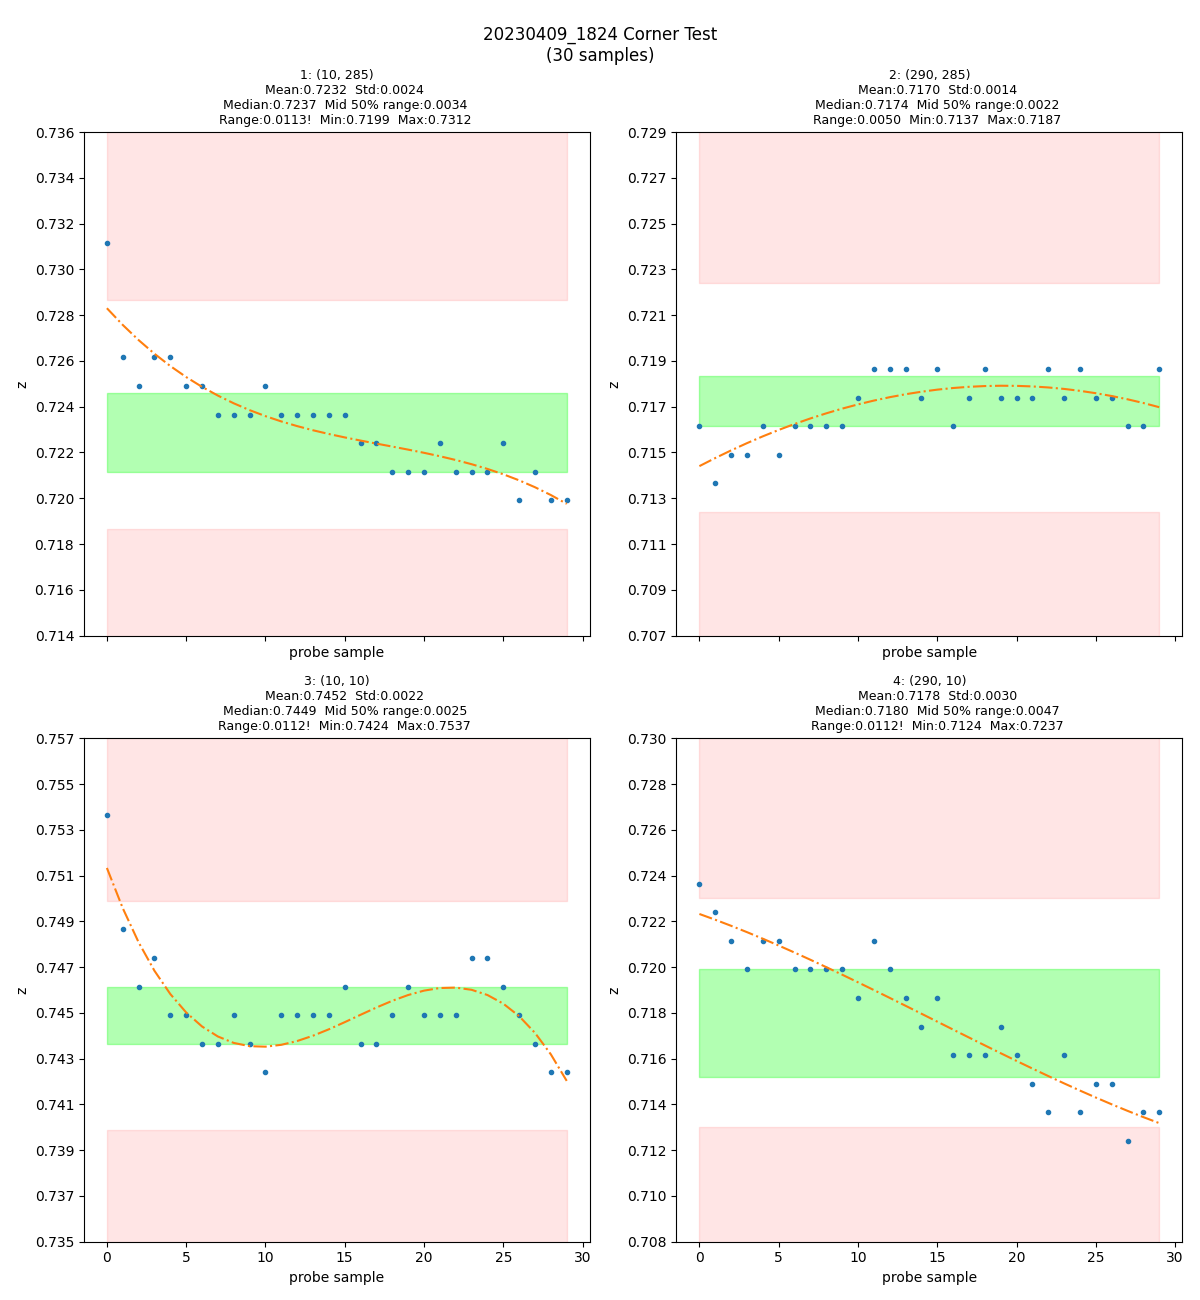 20230409_1824 Corner Test
(30 samples)
1: (10, 285)
Mean:0.7232  Std:0.0024
Median:0.7237  Mid 50% range:0.0034
Range:0.0113!  Min:0.7199  Max:0.7312
0.736
0.734
0.732
0.730
0.728
0.726
0.724
0.722
0.720
0.718
0.716
0.714
z
probe sample
2: (290, 285)
Mean:0.7170  Std:0.0014
Median:0.7174  Mid 50% range:0.0022
Range:0.0050  Min:0.7137  Max:0.7187
0.729
0.727
0.725
0.723
0.721
0.719
0.717
0.715
0.713
0.711
0.709
0.707
z
probe sample
3: (10, 10)
Mean:0.7452  Std:0.0022
Median:0.7449  Mid 50% range:0.0025
Range:0.0112!  Min:0.7424  Max:0.7537
0.757
0.755
0.753
0.751
0.749
0.747
0.745
0.743
0.741
0.739
0.737
0.735
z
0 5 10 15 20 25 30
probe sample
4: (290, 10)
Mean:0.7178  Std:0.0030
Median:0.7180  Mid 50% range:0.0047
Range:0.0112!  Min:0.7124  Max:0.7237
0.730
0.728
0.726
0.724
0.722
0.720
0.718
0.716
0.714
0.712
0.710
0.708
z
0 5 10 15 20 25 30
probe sample